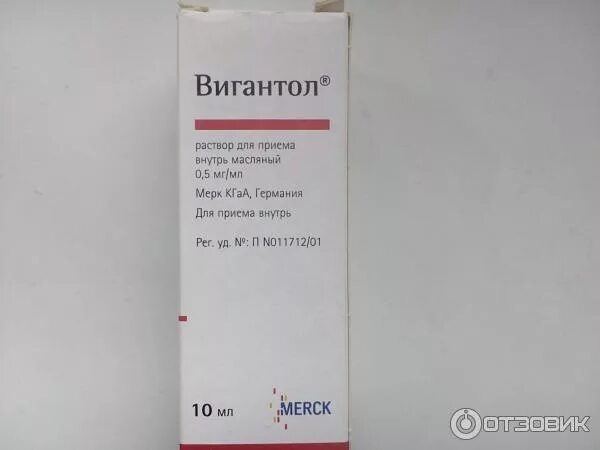 Вигантол®
раствор для приема
внутрь масляный
0,5 мг/мл
Мерк КГаА, Германия
Для приема внутрь
Рег. уд. №: П N011712/01
10 мл
MERCK
ОТЗОВИК